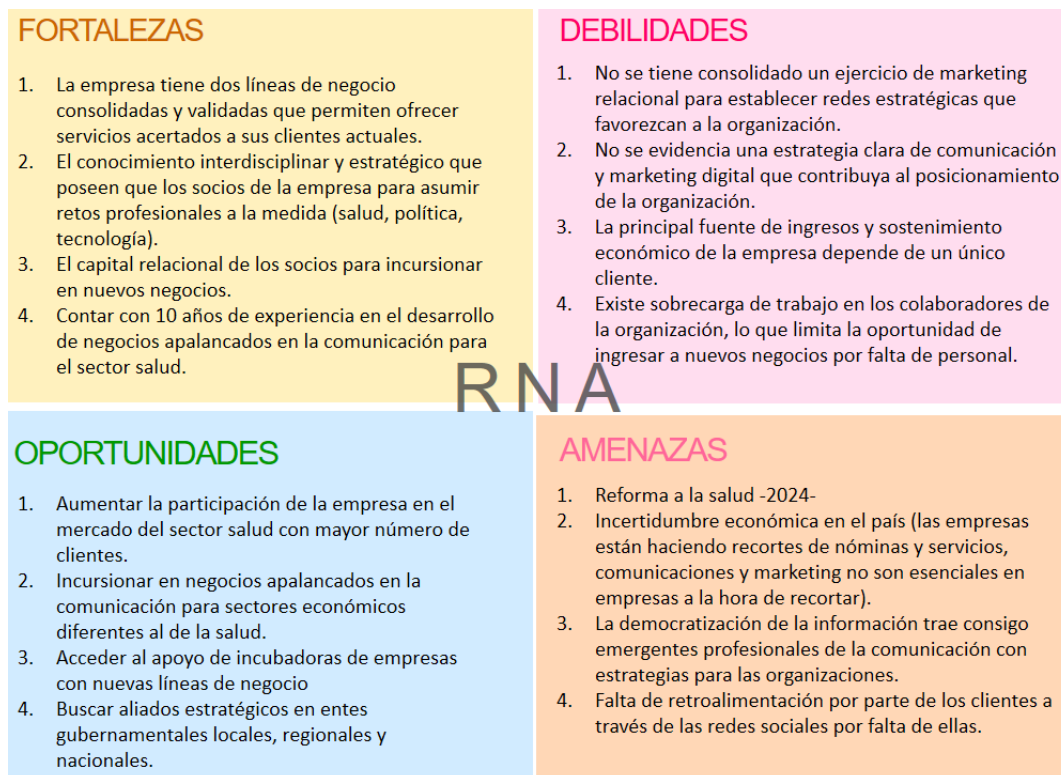 FORTALEZAS
1. La empresa tiene dos líneas de negocio
consolidadas y validadas que permiten ofrecer
servicios acertados a sus clientes actuales.
2. El conocimiento interdisciplinar y estratégico que
poseen que los socios de la empresa para asumir
retos profesionales a la medida (salud, política,
tecnología).
3. El capital relacional de los socios para incursionar
en nuevos negocios.
4. Contar con 10 años de experiencia en el desarrollo
de negocios apalancados en la comunicación para
el sector salud.
DEBILIDADES
1. No se tiene consolidado un ejercicio de marketing
relacional para establecer redes estratégicas que
favorezcan a la organización.
2. No se evidencia una estrategia clara de comunicación
y marketing digital que contribuya al posicionamiento
de la organización.
3. La principal fuente de ingresos y sostenimiento
económico de la empresa depende de un único
cliente.
4. Existe sobrecarga de trabajo en los colaboradores de
la organización, lo que limita la oportunidad de
ingresar a nuevos negocios por falta de personal.
R N A
OPORTUNIDADES
1. Aumentar la participación de la empresa en el
mercado del sector salud con mayor número de
clientes.
2. Incursionar en negocios apalancados en la
comunicación para sectores económicos
diferentes al de la salud.
3. Acceder al apoyo de incubadoras de empresas
con nuevas líneas de negocio
4. Buscar aliados estratégicos en entes
gubernamentales locales, regionales y
nacionales.
AMENAZAS
1. Reforma a la salud -2024-
2. Incertidumbre económica en el país (las empresas
están haciendo recortes de nóminas y servicios,
comunicaciones y marketing no son esenciales en
empresas a la hora de recortar).
3. La democratización de la información trae consigo
emergentes profesionales de la comunicación con
estrategias para las organizaciones.
4. Falta de retroalimentación por parte de los clientes a
través de las redes sociales por falta de ellas.